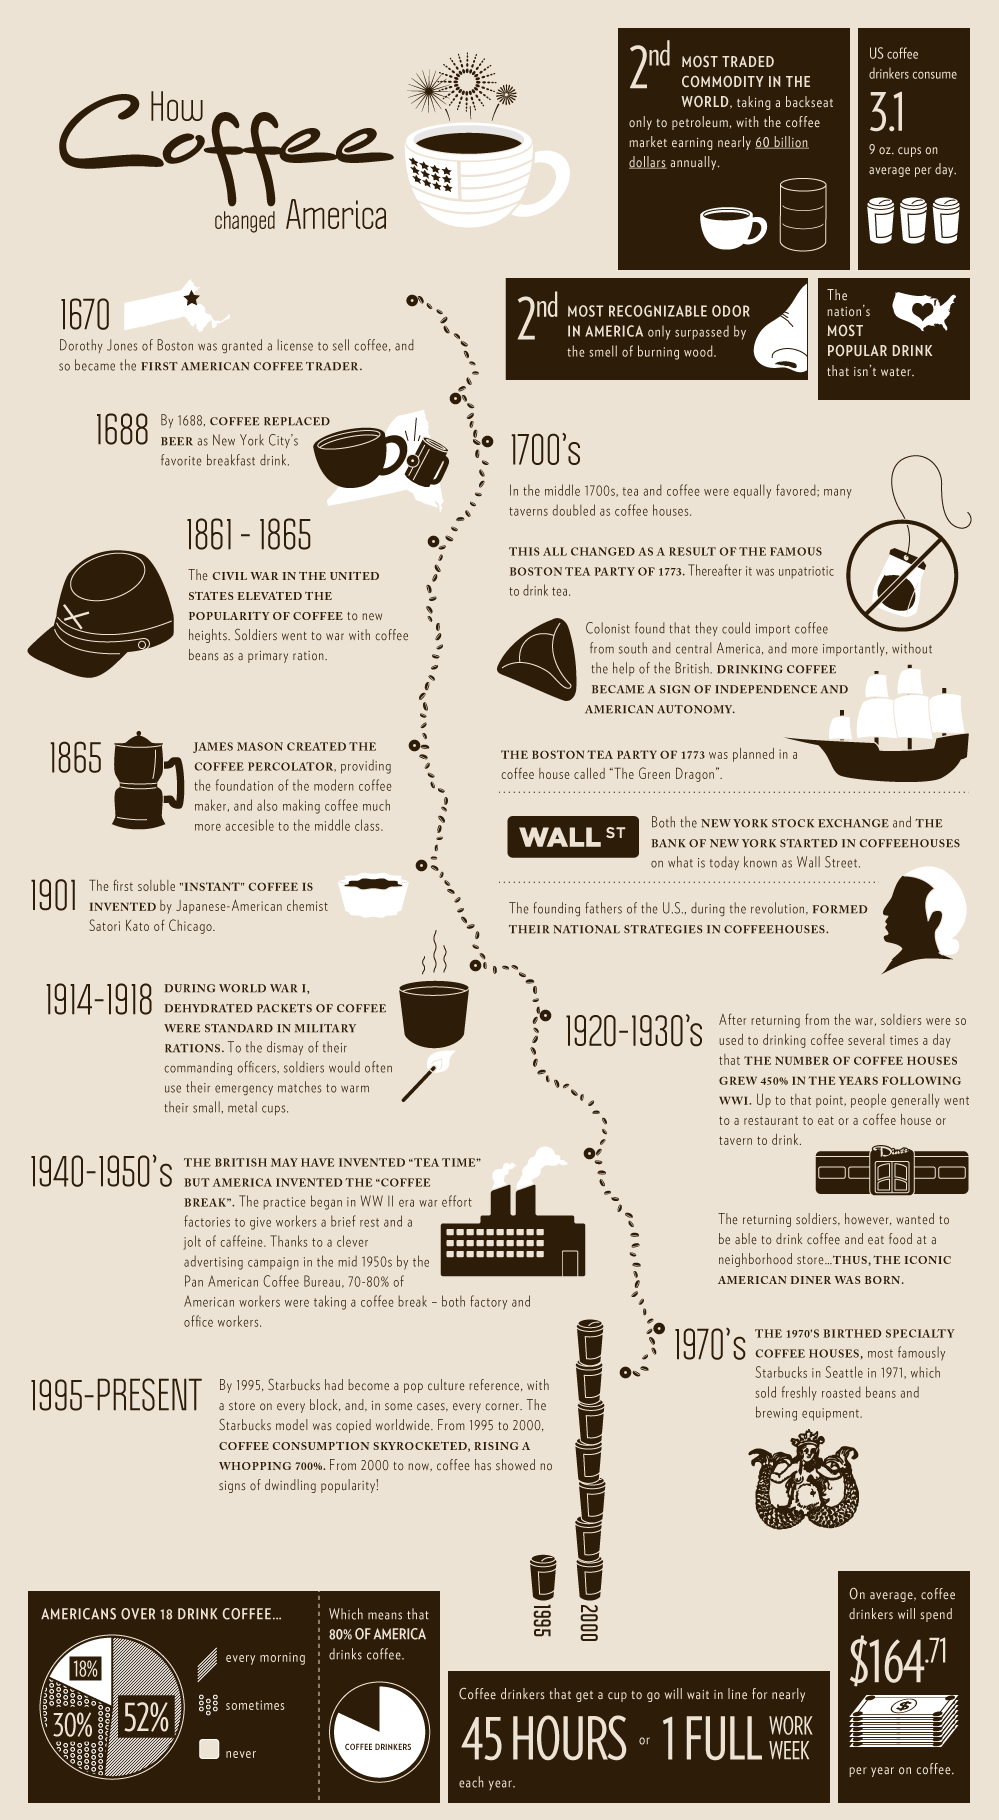 How
Coffee
changed America
2nd MOST TRADED
COMMODITY IN THE
WORLD, taking a backseat
only to petroleum, with the coffee
market earning nearly 60 billion
dollars annually.
US coffee
drinkers consume
3.1
9 oz. cups on
average per day.
2nd MOST RECOGNIZABLE ODOR
IN AMERICA only surpassed by
the smell of burning wood.
The
nation's
MOST
POPULAR DRINK
that isn't water.
1670
Dorothy Jones of Boston was granted a license to sell coffee, and
so became the FIRST AMERICAN COFFEE TRADER.
1688
By 1688, COFFEE REPLACED
BEER as New York City's
favorite breakfast drink.
1700's
In the middle 1700s, tea and coffee were equally favored; many
taverns doubled as coffee houses.
THIS ALL CHANGED AS A RESULT OF THE FAMOUS
BOSTON TEA PARTY OF 1773. Thereafter it was unpatriotic
to drink tea.
Colonist found that they could import coffee
from south and central America, and more importantly, without
the help of the British. DRINKING COFFEE
BECAME A SIGN OF INDEPENDENCE AND
AMERICAN AUTONOMY.
THE BOSTON TEA PARTY OF 1773 was planned in a
coffee house called “The Green Dragon”.
WALL ST
Both the NEW YORK STOCK EXCHANGE and THE
BANK OF NEW YORK STARTED IN COFFEEHOUSES
on what is today known as Wall Street.
The founding fathers of the U.S., during the revolution, FORMED
THEIR NATIONAL STRATEGIES IN COFFEEHOUSES.
1861 - 1865
The CIVIL WAR IN THE UNITED
STATES ELEVATED THE
POPULARITY OF COFFEE to new
heights. Soldiers went to war with coffee
beans as a primary ration.
1865
JAMES MASON CREATED THE
COFFEE PERCOLATOR, providing
the foundation of the modern coffee
maker, and also making coffee much
more accesible to the middle class.
1901
The first soluble "INSTANT" COFFEE IS
INVENTED by Japanese-American chemist
Satori Kato of Chicago.
1914-1918
DURING WORLD WAR I,
DEHYDRATED PACKETS OF COFFEE
WERE STANDARD IN MILITARY
RATIONS. To the dismay of their
commanding officers, soldiers would often
use their emergency matches to warm
their small, metal cups.
1920-1930's
After returning from the war, soldiers were so
used to drinking coffee several times a day
that THE NUMBER OF COFFEE HOUSES
GREW 450% IN THE YEARS FOLLOWING
WWI. Up to that point, people generally went
to a restaurant to eat or a coffee house or
tavern to drink.
Diner
The returning soldiers, however, wanted to
be able to drink coffee and eat food at a
neighborhood store...THUS, THE ICONIC
AMERICAN DINER WAS BORN.
1940-1950's
THE BRITISH MAY HAVE INVENTED “TEA TIME”
BUT AMERICA INVENTED THE “COFFEE
BREAK”. The practice began in WW II era war effort
factories to give workers a brief rest and a
jolt of caffeine. Thanks to a clever
advertising campaign in the mid 1950s by the
Pan American Coffee Bureau, 70-80% of
American workers were taking a coffee break – both factory and
office workers.
1970's
THE 1970'S BIRTHED SPECIALTY
COFFEE HOUSES, most famously
Starbucks in Seattle in 1971, which
sold freshly roasted beans and
brewing equipment.
1995-PRESENT
By 1995, Starbucks had become a pop culture reference, with
a store on every block, and, in some cases, every corner. The
Starbucks model was copied worldwide. From 1995 to 2000,
COFFEE CONSUMPTION SKYROCKETED, RISING A
WHOPPING 700%. From 2000 to now, coffee has showed no
signs of dwindling popularity!
1995
2000
AMERICANS OVER 18 DRINK COFFEE...
18%
30%
52%
every morning
sometimes
never
Which means that
80% OF AMERICA
drinks coffee.
COFFEE DRINKERS
Coffee drinkers that get a cup to go will wait in line for nearly
45 HOURS or 1 FULL WORK WEEK
each year.
On average, coffee
drinkers will spend
$164.71
$
per year on coffee.